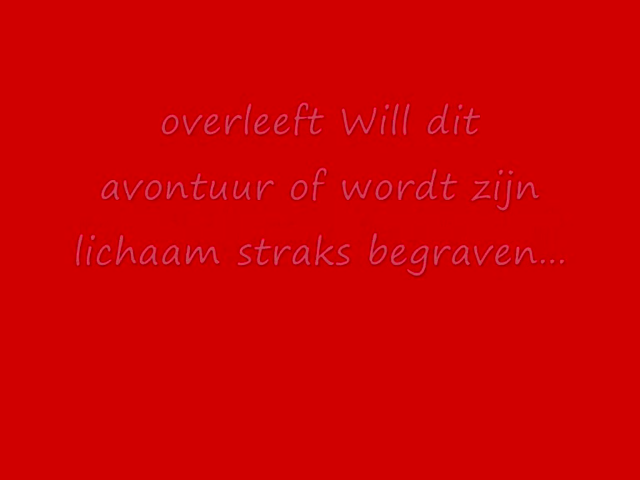 overleeft Will dit
avontuur of wordt zijn
lichaam straks begraven...